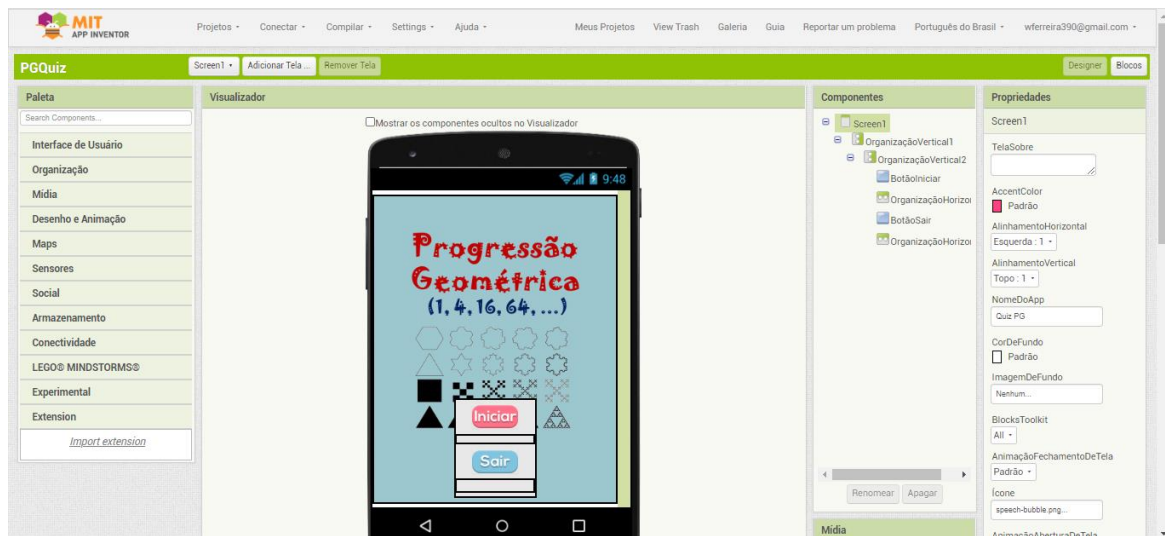 MIT
APP INVENTOR
Projetos
Conectar
Compilar
Settings
Ajuda
Meus Projetos
View Trash
Galeria
Guia
Reportar um problema
Português do Brasil
wferreira390@gmail.com
PGQuiz
Screen1
Adicionar Tela ...
Remover Tela
Designer
Blocos
Paleta
Search Components...
Interface de Usuário
Organização
Mídia
Desenho e Animação
Maps
Sensores
Social
Armazenamento
Conectividade
LEGO® MINDSTORMS®
Experimental
Extension
Import extension
Visualizador
Mostrar os componentes ocultos no Visualizador
9:48
Progressão
Geométrica
(1, 4, 16, 64, ...)
Iniciar
Sair
Componentes
Screen1
OrganizaçãoVertical1
OrganizaçãoVertical2
BotãoIniciar
OrganizaçãoHorizo
BotãoSair
OrganizaçãoHorizo
Renomear
Apagar
Mídia
Propriedades
Screen1
TelaSobre
AccentColor
Padrão
AlinhamentoHorizontal
Esquerda : 1
AlinhamentoVertical
Topo : 1
NomeDoApp
Quiz PG
CorDeFundo
Padrão
ImagemDeFundo
Nenhum...
BlocksToolkit
All
AnimaçãoFechamentoDeTela
Padrão
Ícone
speech-bubble.png...
AnimaçãoAberturaDeTela